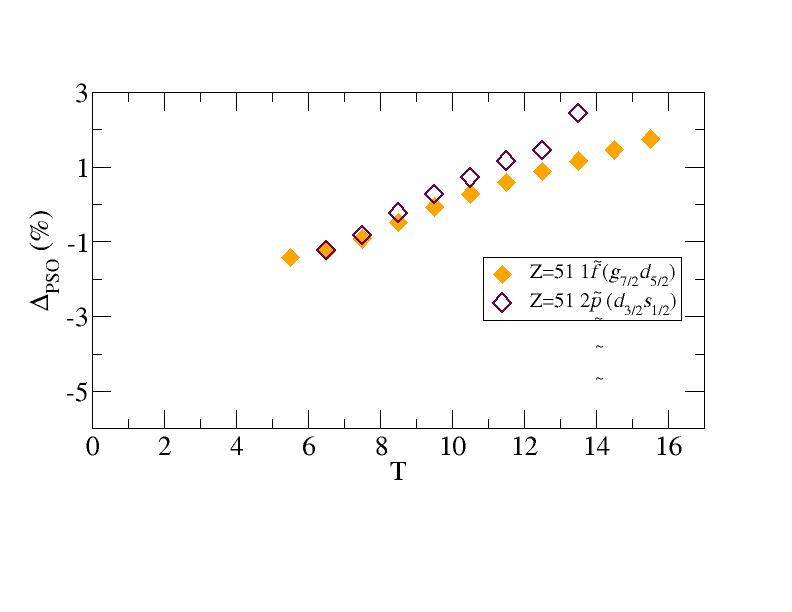 3
1
-1
-3
-5
Δ_PSO (%)
Z=51 1f̃ (g_7/2 d_5/2)
Z=51 2p̃ (d_3/2 s_1/2)
~
~
~
0 2 4 6 8 10 12 14 16
T